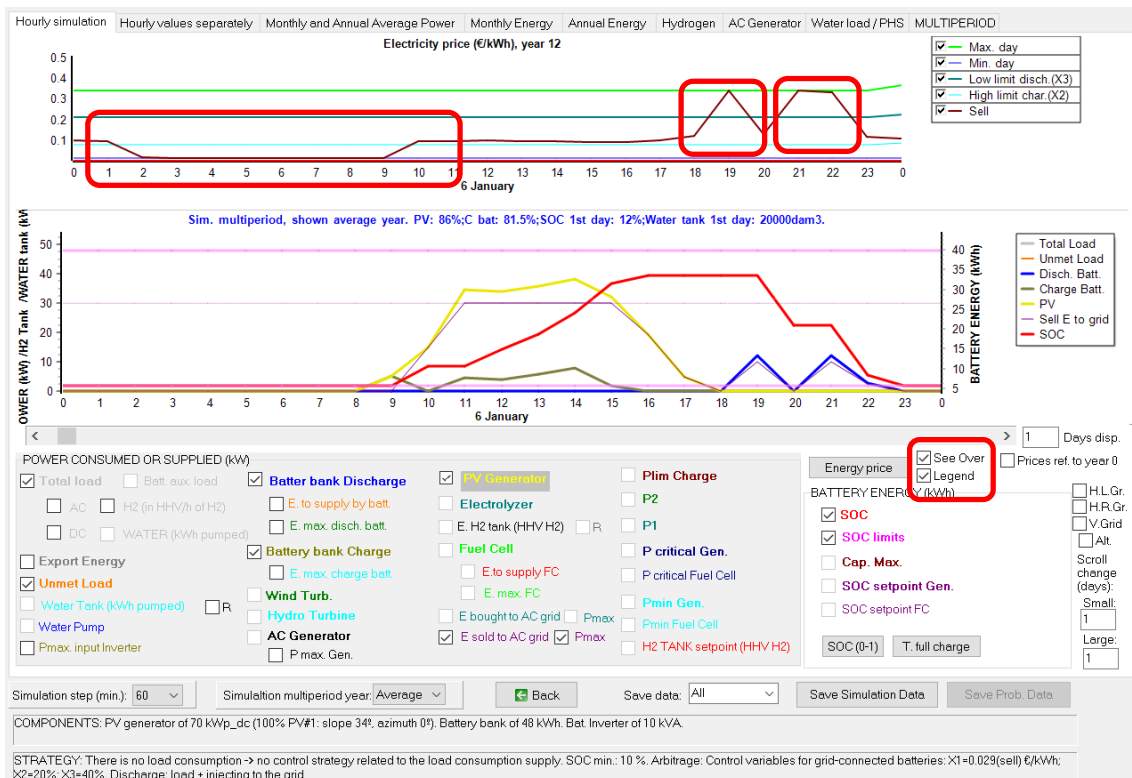 Hourly simulation Hourly values separately Monthly and Annual Average Power Monthly Energy Annual Energy Hydrogen AC Generator Water load / PHS MULTIPERIOD
Electricity price (€/kWh), year 12
0.5
0.4
0.3
0.2
0.1
0 1 2 3 4 5 6 7 8 9 10 11 12 13 14 15 16 17 18 19 20 21 22 23 0
6 January
Max. day
Min. day
Low limit disch.(X3)
High limit char.(X2)
Sell
Sim. multiperiod, shown average year. PV: 86%;C bat: 81.5%;SOC 1st day: 12%;Water tank 1st day: 20000dam3.
POWER (kW) /H2 Tank /WATER tank (kW
50
40
30
20
10
0
40
35
30
25
20
15
10
5
BATTERY ENERGY (kWh)
0 1 2 3 4 5 6 7 8 9 10 11 12 13 14 15 16 17 18 19 20 21 22 23 0
6 January
Total Load
Unmet Load
Disch. Batt.
Charge Batt.
PV
Sell E to grid
SOC
< > 1 Days disp.
POWER CONSUMED OR SUPPLIED (kW)
Total load Batt. aux. load
AC H2 (in HHV/h of H2)
DC WATER (kWh pumped)
Export Energy
Unmet Load
Water Tank (kWh pumped) R
Water Pump
Pmax. input Inverter
Batter bank Discharge
E. to supply by batt.
E. max. disch. batt.
Battery bank Charge
E. max. charge batt.
Wind Turb.
Hydro Turbine
AC Generator
P max. Gen.
PV Generator
Electrolyzer
E. H2 tank (HHV H2) R
Fuel Cell
E.to supply FC
E. max. FC
E bought to AC grid Pmax
E sold to AC grid Pmax
Plim Charge
P2
P1
P critical Gen.
P critical Fuel Cell
Pmin Gen.
Pmin Fuel Cell
H2 TANK setpoint (HHV H2)
Energy price
See Over
Legend
Prices ref. to year 0
BATTERY ENERGY (kWh)
SOC
SOC limits
Cap. Max.
SOC setpoint Gen.
SOC setpoint FC
SOC (0-1) T. full charge
H.L.Gr.
H.R.Gr.
V.Grid
Alt.
Scroll
change
(days):
Small:
1
Large:
1
Simulation step (min.): 60 Simulaltion multiperiod year: Average Back Save data: All Save Simulation Data Save Prob. Data
COMPONENTS: PV generator of 70 kWp_dc (100% PV#1: slope 34º, azimuth 0º). Battery bank of 48 kWh. Bat. Inverter of 10 kVA.
STRATEGY: There is no load consumption -> no control strategy related to the load consumption supply. SOC min.: 10 %. Arbitrage: Control variables for grid-connected batteries: X1=0.029(sell) €/kWh;
X2=20%; X3=40%. Discharge: load + injecting to the grid